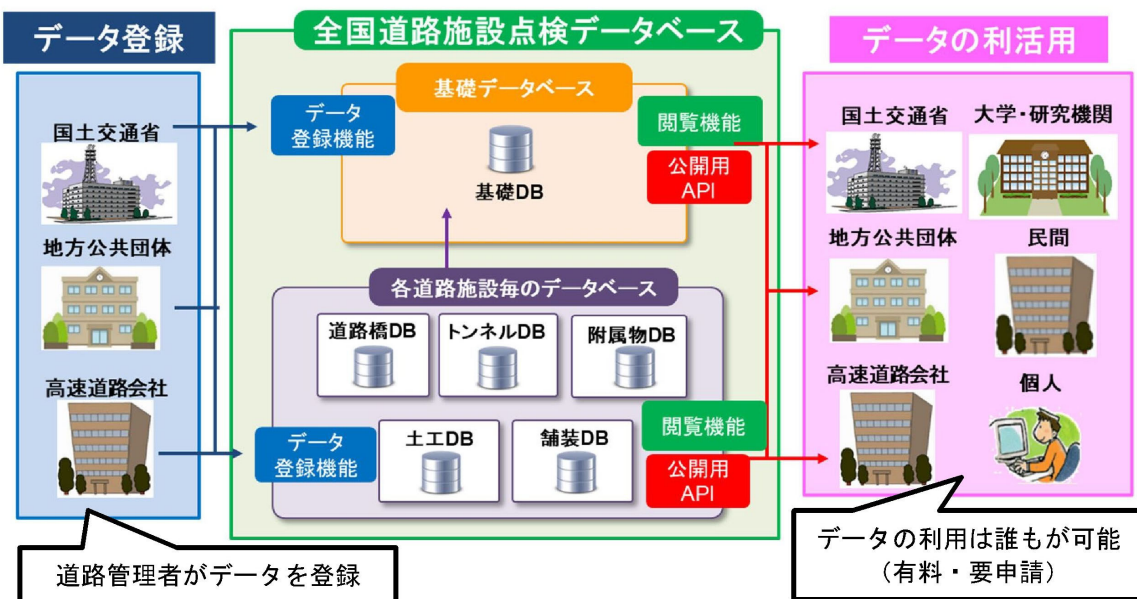 データ登録
国土交通省
地方公共団体
高速道路会社
道路管理者がデータを登録
全国道路施設点検データベース
基礎データベース
データ
登録機能
基礎DB
閲覧機能
公開用
API
各道路施設毎のデータベース
道路橋DB
トンネルDB
附属物DB
土工DB
舗装DB
データ
登録機能
閲覧機能
公開用
API
データの利活用
国土交通省
大学・研究機関
地方公共団体
民間
高速道路会社
個人
データの利用は誰もが可能
（有料・要申請）